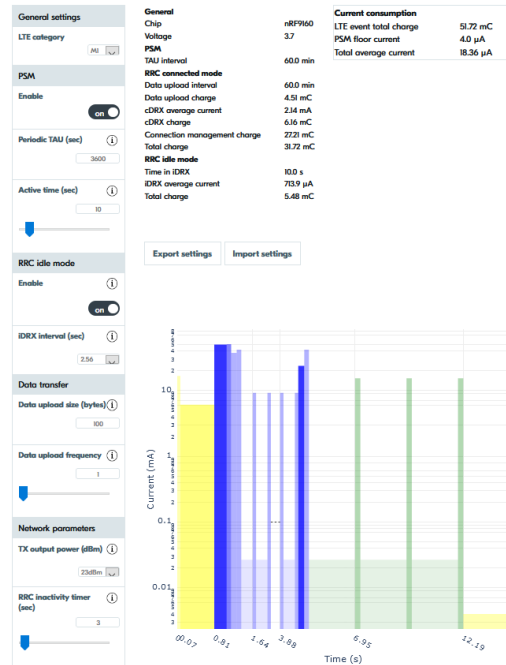 General settings
LTE category
M1
PSM
Enable
on
Periodic TAU (sec)
3600
Active time (sec)
10
RRC idle mode
Enable
on
iDRX interval (sec)
2.56
Data transfer
Data upload size (bytes)
100
Data upload frequency
1
Network parameters
TX output power (dBm)
23dBm
RRC inactivity timer
(sec)
3
General
Chip nRF9160
Voltage 3.7
PSM
TAU interval 60.0 min
RRC connected mode
Data upload interval 60.0 min
Data upload charge 4.51 mC
cDRX average current 2.14 mA
cDRX charge 6.16 mC
Connection management charge 27.21 mC
Total charge 31.72 mC
RRC idle mode
Time in iDRX 10.0 s
iDRX average current 713.9 µA
Total charge 5.48 mC
Current consumption
LTE event total charge 51.72 mC
PSM floor current 4.0 µA
Total average current 18.36 µA
Export settings Import settings
Current (mA)
10
1
0.1
0.01
0.07 0.81 1.64 3.88 6.95 12.19
Time (s)